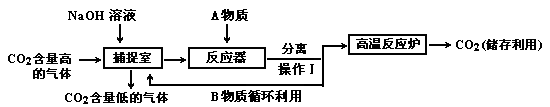 NaOH 溶液 A物质
CO2含量高的气体 捕捉室 反应器 分离 操作 I 高温反应炉 CO2(储存利用)
CO2含量低的气体 B物质循环利用